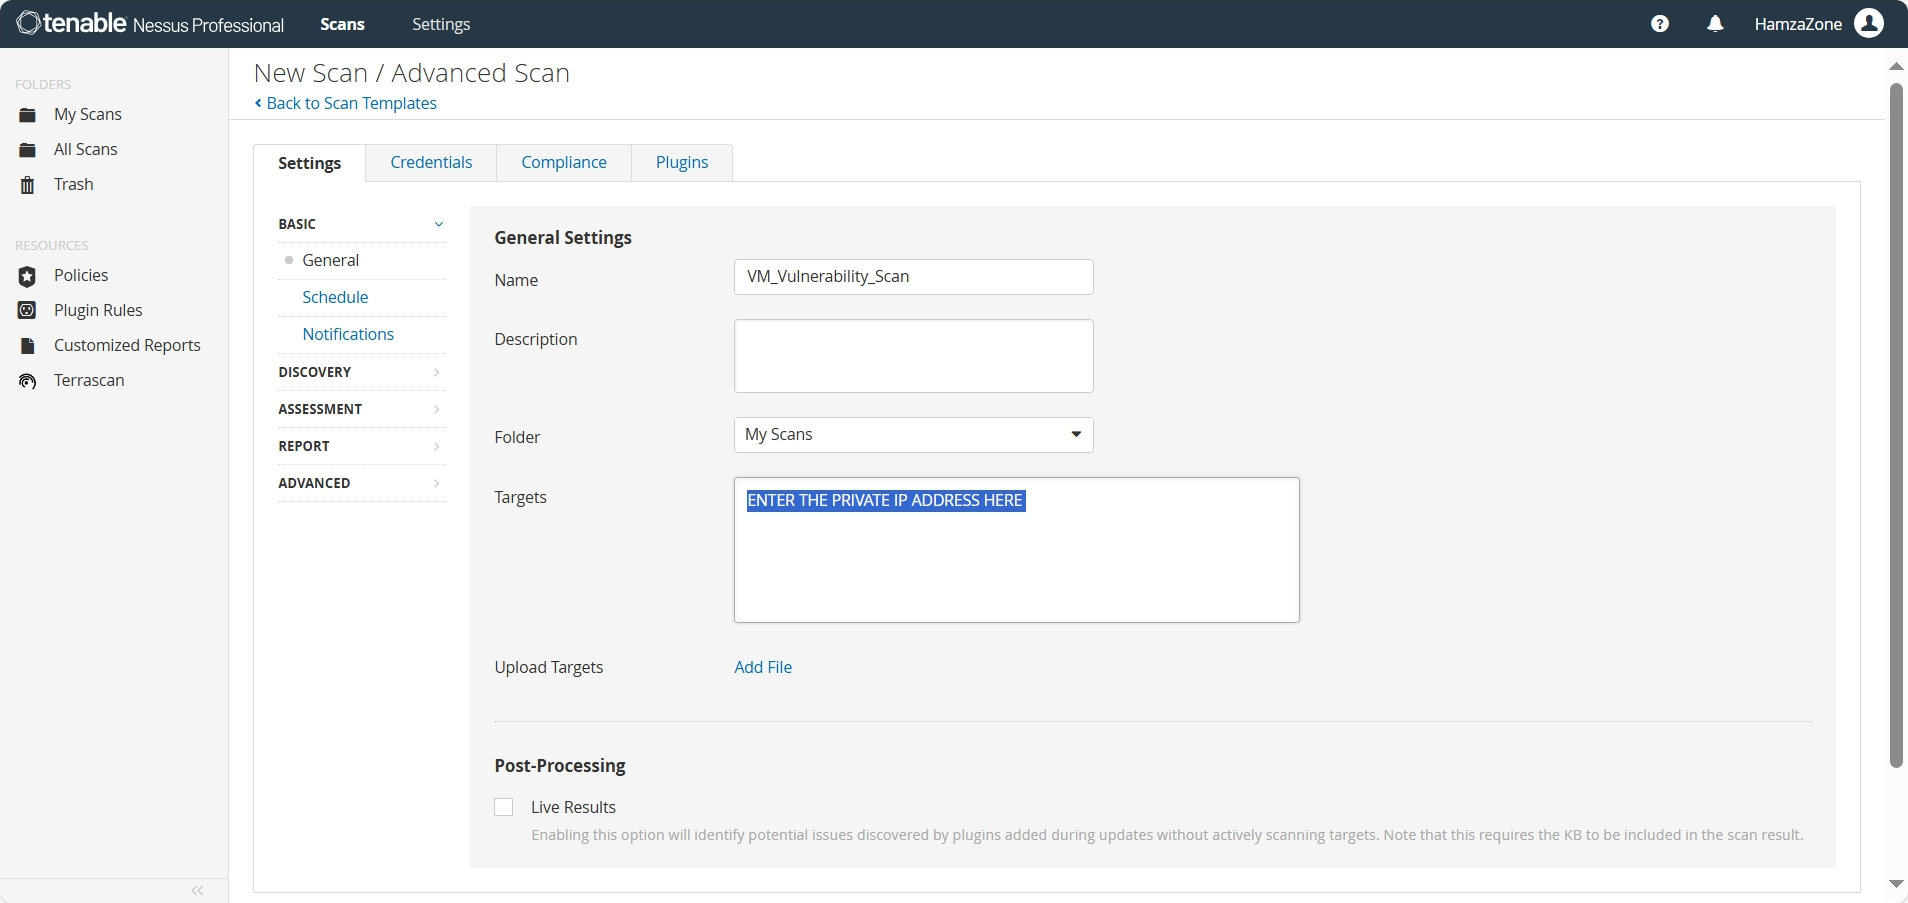 tenable Nessus Professional
Scans
Settings
?
HamzaZone
FOLDERS
My Scans
All Scans
Trash
RESOURCES
Policies
Plugin Rules
Customized Reports
Terrascan
New Scan / Advanced Scan
Back to Scan Templates
Settings
Credentials
Compliance
Plugins
BASIC
General
Schedule
Notifications
DISCOVERY
ASSESSMENT
REPORT
ADVANCED
General Settings
Name
VM_Vulnerability_Scan
Description
Folder
My Scans
Targets
ENTER THE PRIVATE IP ADDRESS HERE
Upload Targets
Add File
Post-Processing
Live Results
Enabling this option will identify potential issues discovered by plugins added during updates without actively scanning targets. Note that this requires the KB to be included in the scan result.